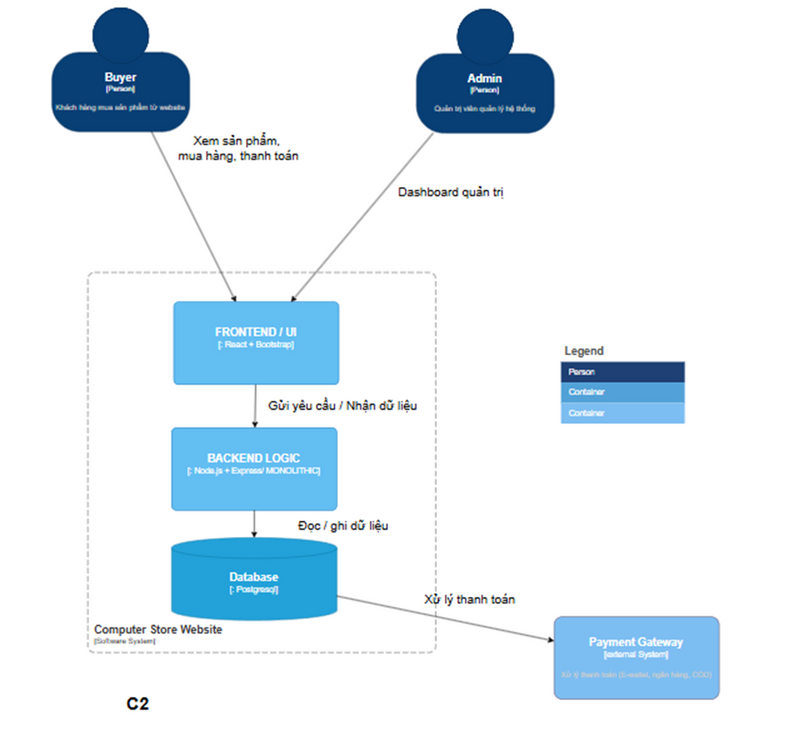 Buyer
[Person]
Khách hàng mua sản phẩm từ website
Admin
[Person]
Quản trị viên quản lý hệ thống
Xem sản phẩm,
mua hàng, thanh toán
Dashboard quản trị
FRONTEND / UI
[: React + Bootstrap]
Gửi yêu cầu / Nhận dữ liệu
BACKEND LOGIC
[: Node.js + Express/ MONOLITHIC]
Đọc / ghi dữ liệu
Database
[: Postgresql]
Computer Store Website
[Software System]
Legend
Person
Container
Container
Xử lý thanh toán
Payment Gateway
[external System]
Xử lý thanh toán (E-wallet, ngân hàng, COD)
C2